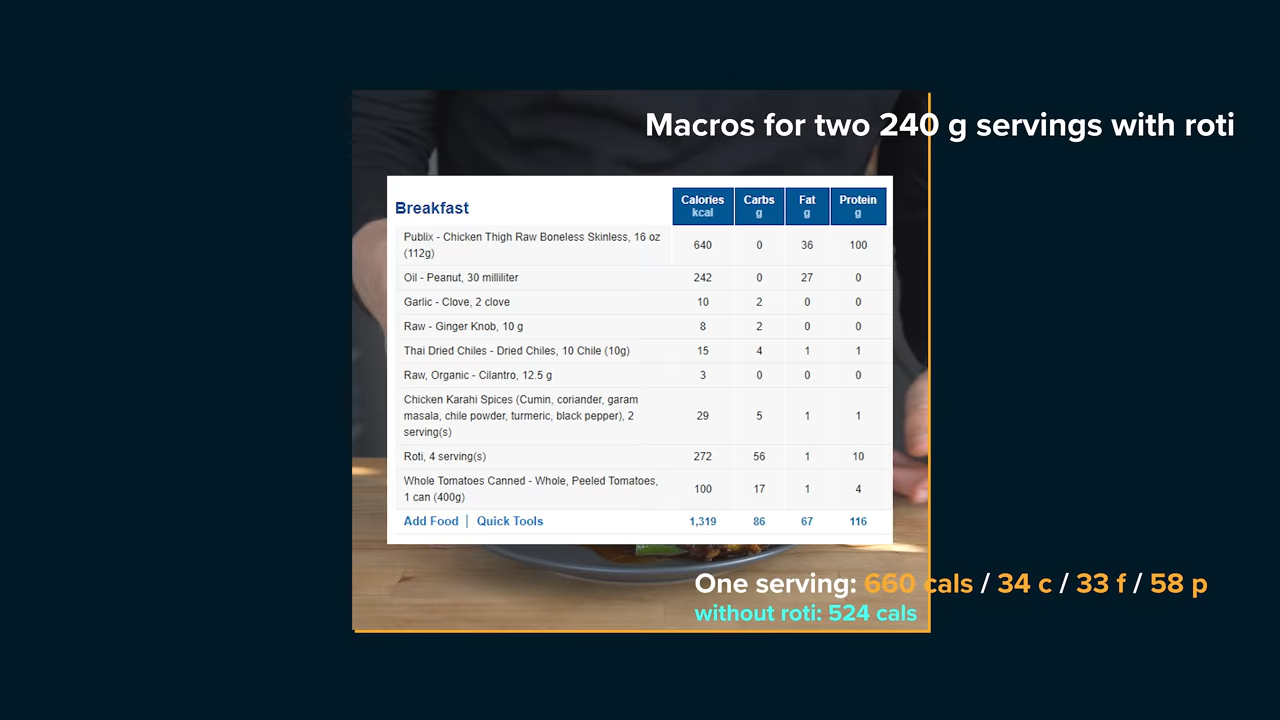 Macros for two 240 g servings with roti
Breakfast
Calories kcal Carbs g Fat g Protein g
Publix - Chicken Thigh Raw Boneless Skinless, 16 oz
(112g) 640 0 36 100
Oil - Peanut, 30 milliliter 242 0 27 0
Garlic - Clove, 2 clove 10 2 0 0
Raw - Ginger Knob, 10 g 8 2 0 0
Thai Dried Chiles - Dried Chiles, 10 Chile (10g) 15 4 1 1
Raw, Organic - Cilantro, 12.5 g 3 0 0 0
Chicken Karahi Spices (Cumin, coriander, garam
masala, chile powder, turmeric, black pepper), 2 29 5 1 1
serving(s)
Roti, 4 serving(s) 272 56 1 10
Whole Tomatoes Canned - Whole, Peeled Tomatoes,
1 can (400g) 100 17 1 4
Add Food | Quick Tools 1,319 86 67 116
One serving: 660 cals / 34 c / 33 f / 58 p
without roti: 524 cals